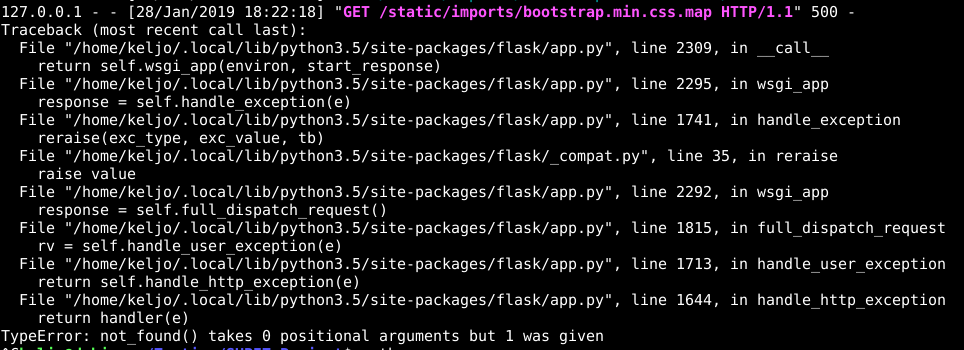 127.0.0.1 - - [28/Jan/2019 18:22:18] "GET /static/imports/bootstrap.min.css.map HTTP/1.1" 500 -
Traceback (most recent call last):
  File "/home/keljo/.local/lib/python3.5/site-packages/flask/app.py", line 2309, in __call__
    return self.wsgi_app(environ, start_response)
  File "/home/keljo/.local/lib/python3.5/site-packages/flask/app.py", line 2295, in wsgi_app
    response = self.handle_exception(e)
  File "/home/keljo/.local/lib/python3.5/site-packages/flask/app.py", line 1741, in handle_exception
    reraise(exc_type, exc_value, tb)
  File "/home/keljo/.local/lib/python3.5/site-packages/flask/_compat.py", line 35, in reraise
    raise value
  File "/home/keljo/.local/lib/python3.5/site-packages/flask/app.py", line 2292, in wsgi_app
    response = self.full_dispatch_request()
  File "/home/keljo/.local/lib/python3.5/site-packages/flask/app.py", line 1815, in full_dispatch_request
    rv = self.handle_user_exception(e)
  File "/home/keljo/.local/lib/python3.5/site-packages/flask/app.py", line 1713, in handle_user_exception
    return self.handle_http_exception(e)
  File "/home/keljo/.local/lib/python3.5/site-packages/flask/app.py", line 1644, in handle_http_exception
    return handler(e)
TypeError: not_found() takes 0 positional arguments but 1 was given